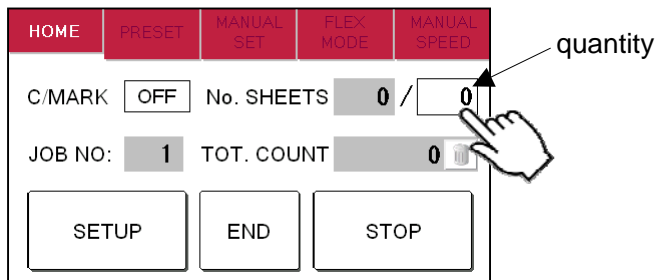 HOME PRESET MANUAL SET FLEX MODE MANUAL SPEED
quantity
C/MARK OFF No. SHEETS 0 / 0
JOB NO: 1 TOT. COUNT 0
SETUP END STOP